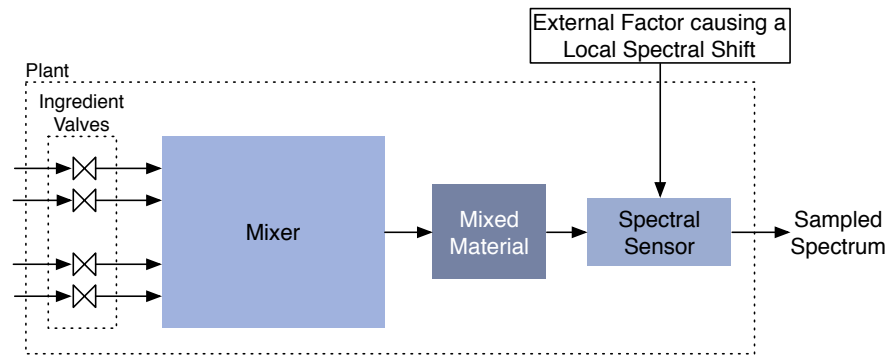 External Factor causing a
Local Spectral Shift
Plant
Ingredient
Valves
Mixer
Mixed
Material
Spectral
Sensor
Sampled
Spectrum